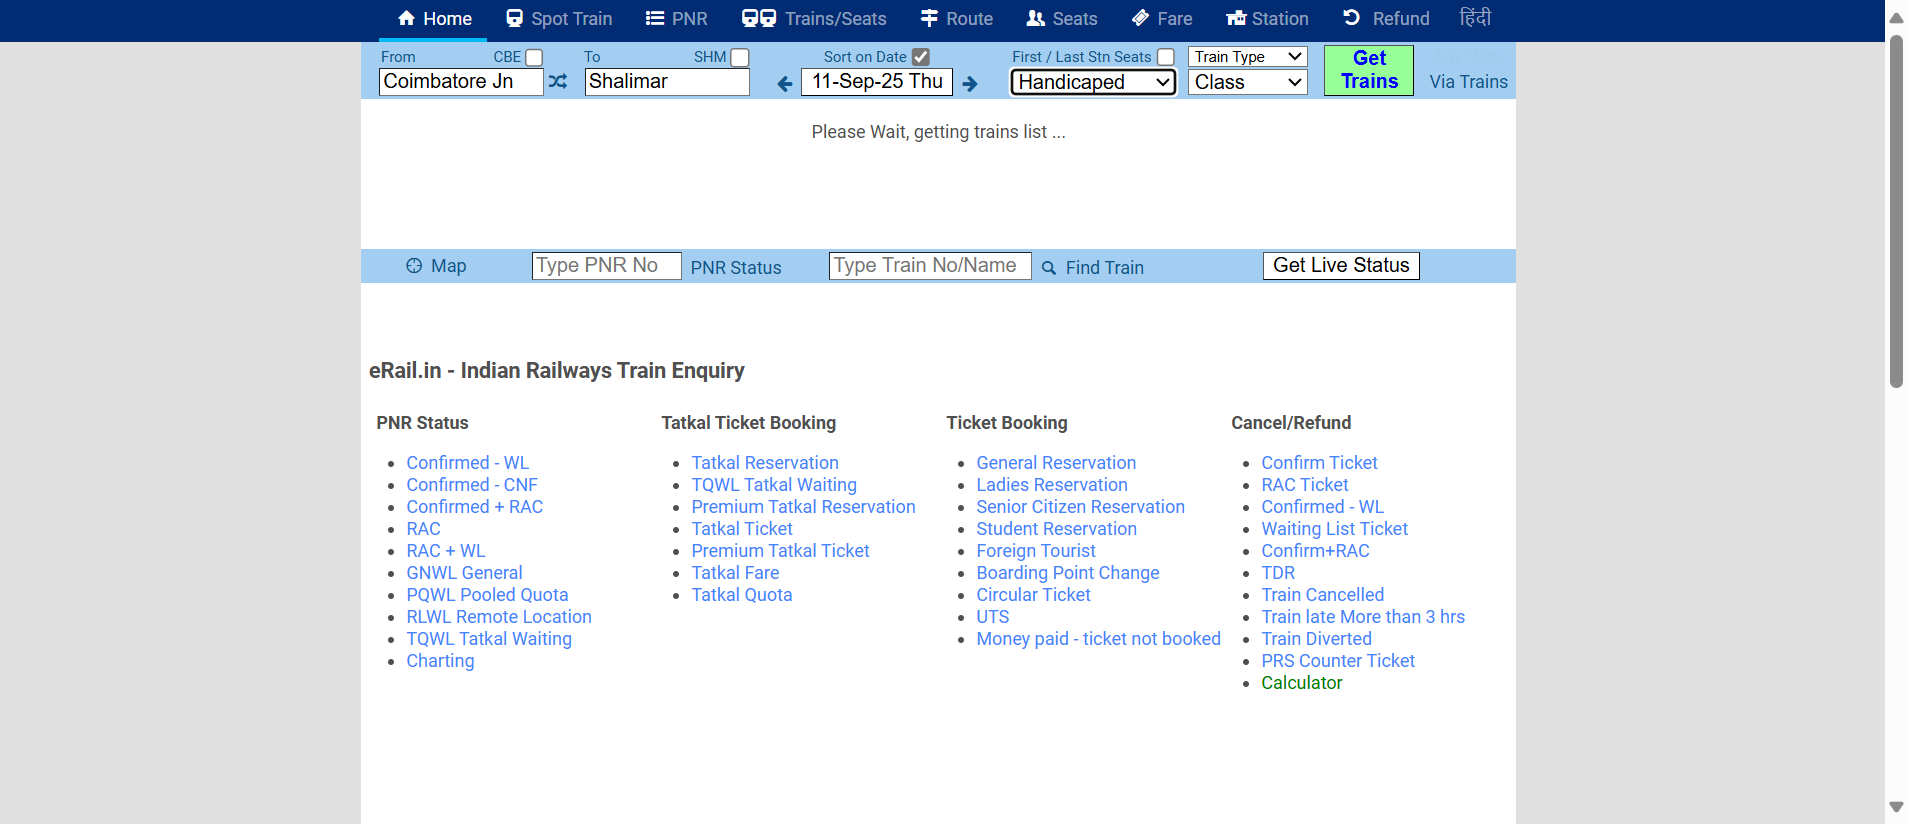 Home Spot Train PNR Trains/Seats Route Seats Fare Station Refund हिंदी
From CBE To SHM Sort on Date First / Last Stn Seats Train Type Get Trains
Coimbatore Jn Shalimar 11-Sep-25 Thu Handicaped Class Via Trains
Please Wait, getting trains list ...
Map Type PNR No PNR Status Type Train No/Name Find Train Get Live Status
eRail.in - Indian Railways Train Enquiry
PNR Status
Confirmed - WL
Confirmed - CNF
Confirmed + RAC
RAC
RAC + WL
GNWL General
PQWL Pooled Quota
RLWL Remote Location
TQWL Tatkal Waiting
Charting
Tatkal Ticket Booking
Tatkal Reservation
TQWL Tatkal Waiting
Premium Tatkal Reservation
Tatkal Ticket
Premium Tatkal Ticket
Tatkal Fare
Tatkal Quota
Ticket Booking
General Reservation
Ladies Reservation
Senior Citizen Reservation
Student Reservation
Foreign Tourist
Boarding Point Change
Circular Ticket
UTS
Money paid - ticket not booked
Cancel/Refund
Confirm Ticket
RAC Ticket
Confirmed - WL
Waiting List Ticket
Confirm+RAC
TDR
Train Cancelled
Train late More than 3 hrs
Train Diverted
PRS Counter Ticket
Calculator